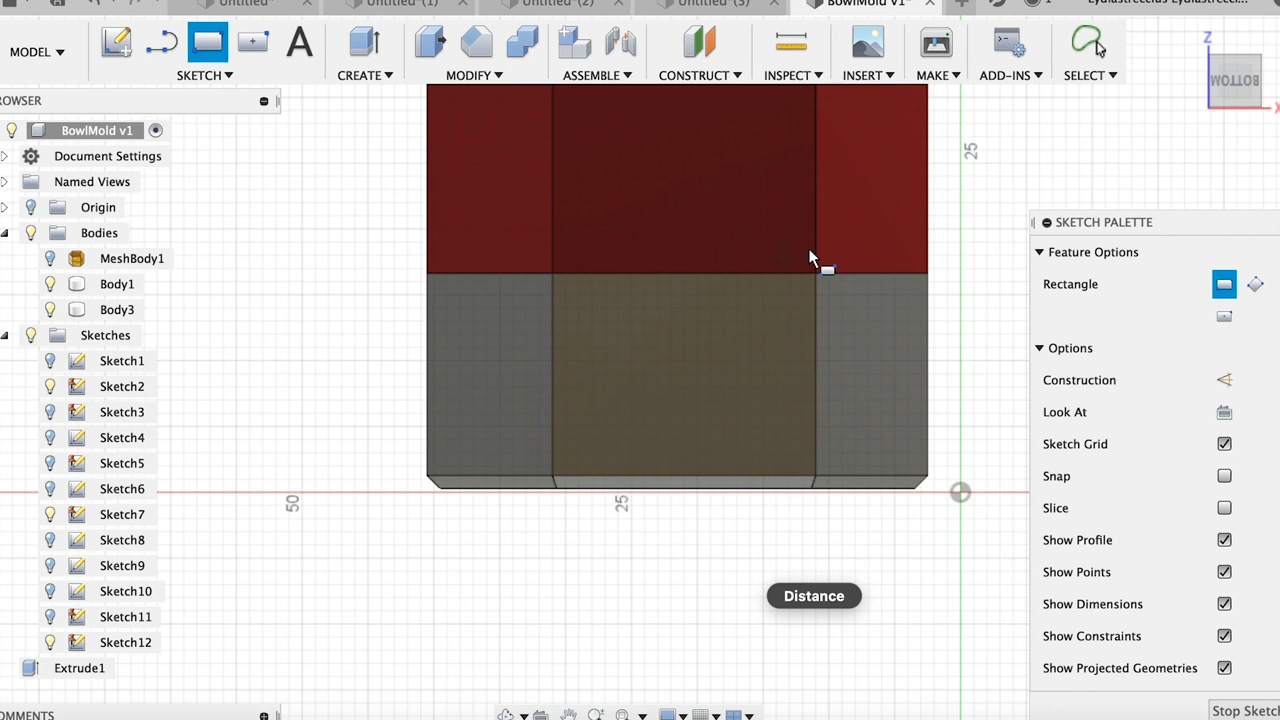 Untitled*
Untitled*(1)
Untitled*(2)
Untitled*(3)
BowlMold v1*
1
MODEL
SKETCH
CREATE
MODIFY
ASSEMBLE
CONSTRUCT
INSPECT
INSERT
MAKE
ADD-INS
SELECT
Z
BOTTOM
X
ROWSER
BowlMold v1
Document Settings
Named Views
Origin
Bodies
MeshBody1
Body1
Body3
Sketches
Sketch1
Sketch2
Sketch3
Sketch4
Sketch5
Sketch6
Sketch7
Sketch8
Sketch9
Sketch10
Sketch11
Sketch12
Extrude1
OMMENTS
25
50
25
Distance
SKETCH PALETTE
Feature Options
Rectangle
Options
Construction
Look At
Sketch Grid
Snap
Slice
Show Profile
Show Points
Show Dimensions
Show Constraints
Show Projected Geometries
Stop Sketch